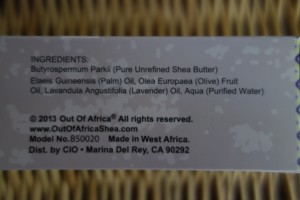 INGREDIENTS:
Butyrospermum Parkii (Pure Unrefined Shea Butter)
Elaeis Guineensis (Palm) Oil, Olea Europaea (Olive) Fruit
Oil, Lavandula Angustifolia (Lavender) Oil, Aqua (Purified Water)
© 2013 Out Of Africa® All rights reserved.
www.OutOfAfricaShea.com
Model No.850020 Made in West Africa.
Dist. by CIO • Marina Del Rey, CA 90292